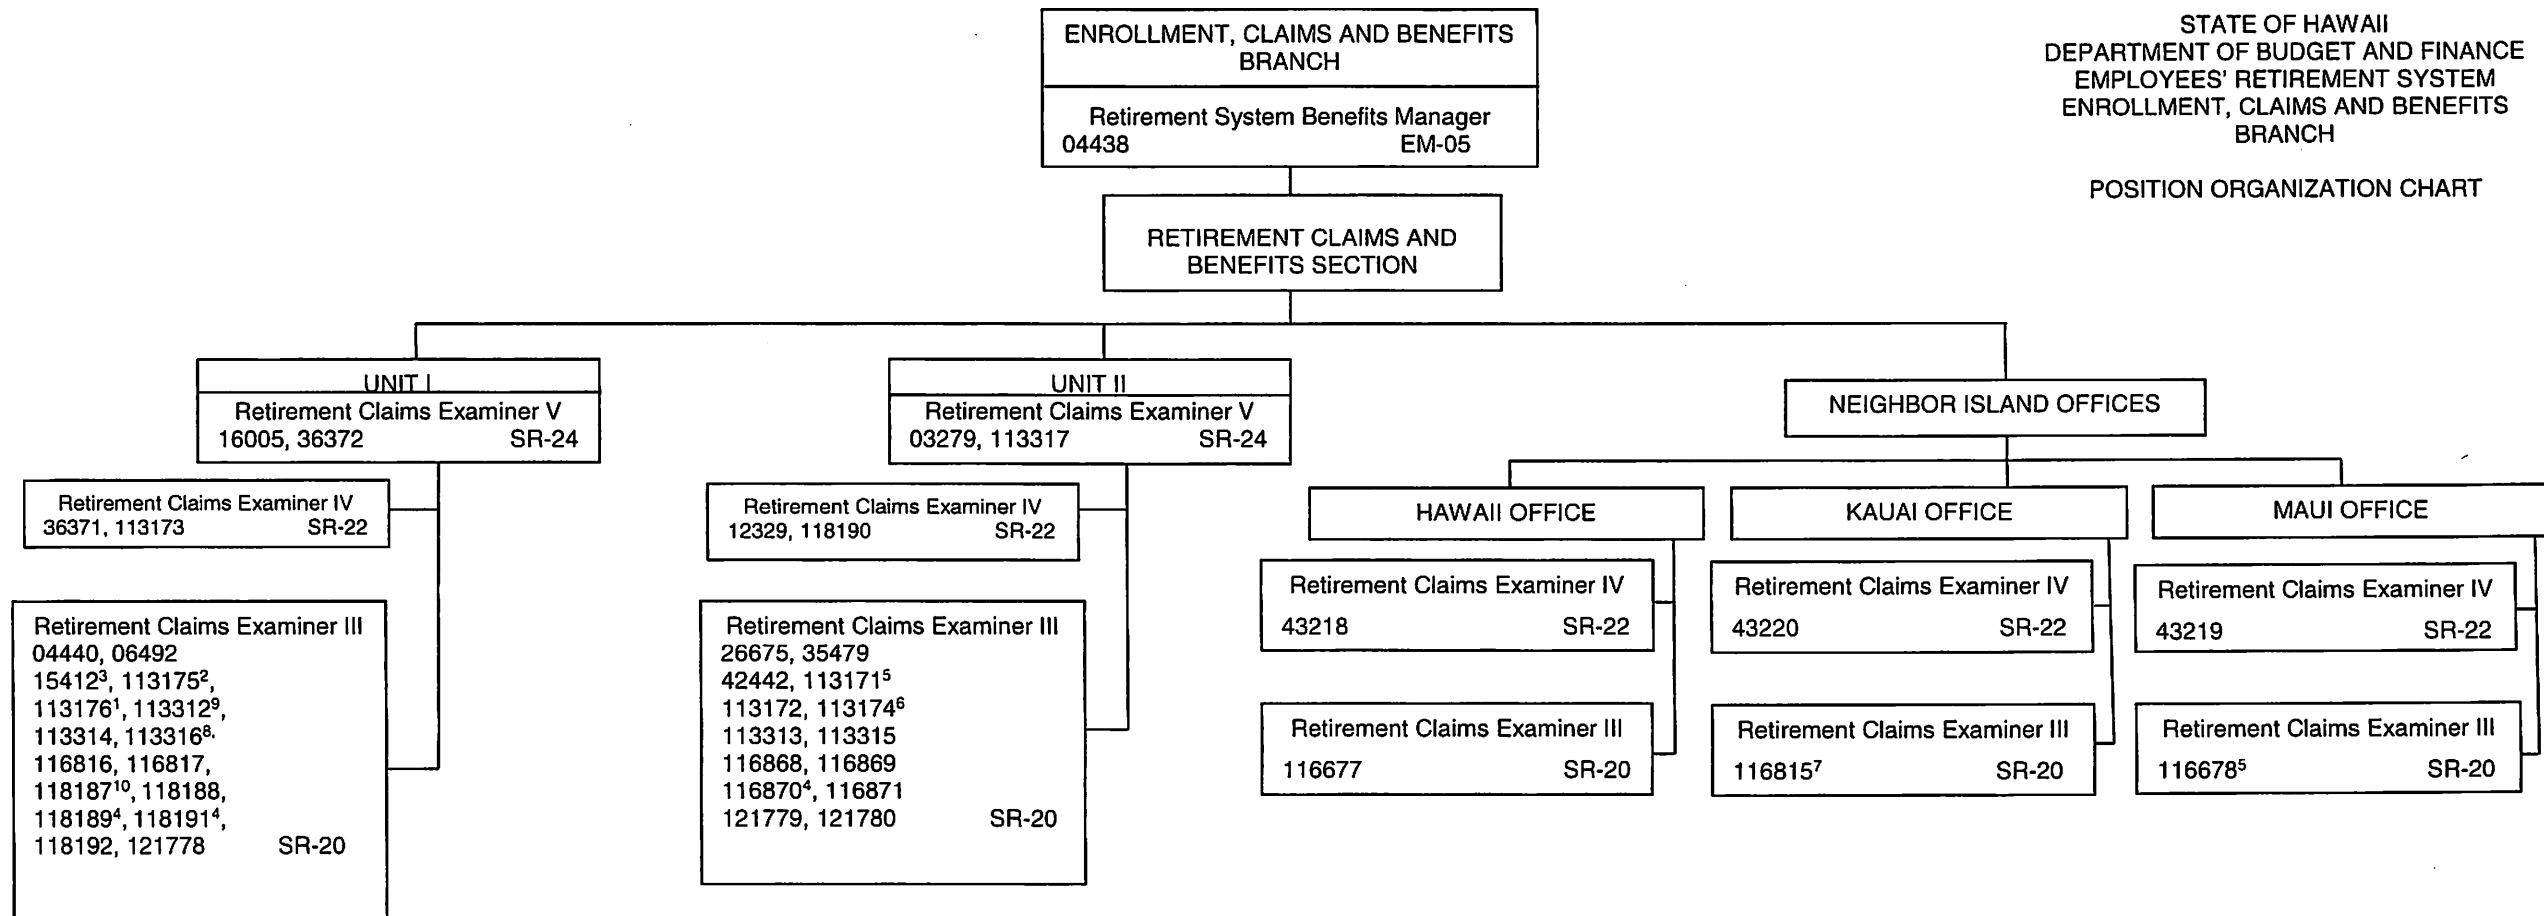 STATE OF HAWAII
DEPARTMENT OF BUDGET AND FINANCE
EMPLOYEES' RETIREMENT SYSTEM
ENROLLMENT, CLAIMS AND BENEFITS
BRANCH
POSITION ORGANIZATION CHART
ENROLLMENT, CLAIMS AND BENEFITS
BRANCH
Retirement System Benefits Manager
04438 EM-05
RETIREMENT CLAIMS AND
BENEFITS SECTION
UNIT I
Retirement Claims Examiner V
16005, 36372 SR-24
Retirement Claims Examiner IV
36371, 113173 SR-22
Retirement Claims Examiner III
04440, 06492
15412³, 113175²,
113176¹, 113312⁹,
113314, 113316⁸,
116816, 116817,
118187¹⁰, 118188,
118189⁴, 118191⁴,
118192, 121778 SR-20
UNIT II
Retirement Claims Examiner V
03279, 113317 SR-24
Retirement Claims Examiner IV
12329, 118190 SR-22
Retirement Claims Examiner III
26675, 35479
42442, 113171⁵
113172, 113174⁶
113313, 113315
116868, 116869
116870⁴, 116871
121779, 121780 SR-20
NEIGHBOR ISLAND OFFICES
HAWAII OFFICE
Retirement Claims Examiner IV
43218 SR-22
Retirement Claims Examiner III
116677 SR-20
KAUAI OFFICE
Retirement Claims Examiner IV
43220 SR-22
Retirement Claims Examiner III
116815⁷ SR-20
MAUI OFFICE
Retirement Claims Examiner IV
43219 SR-22
Retirement Claims Examiner III
116678⁵ SR-20